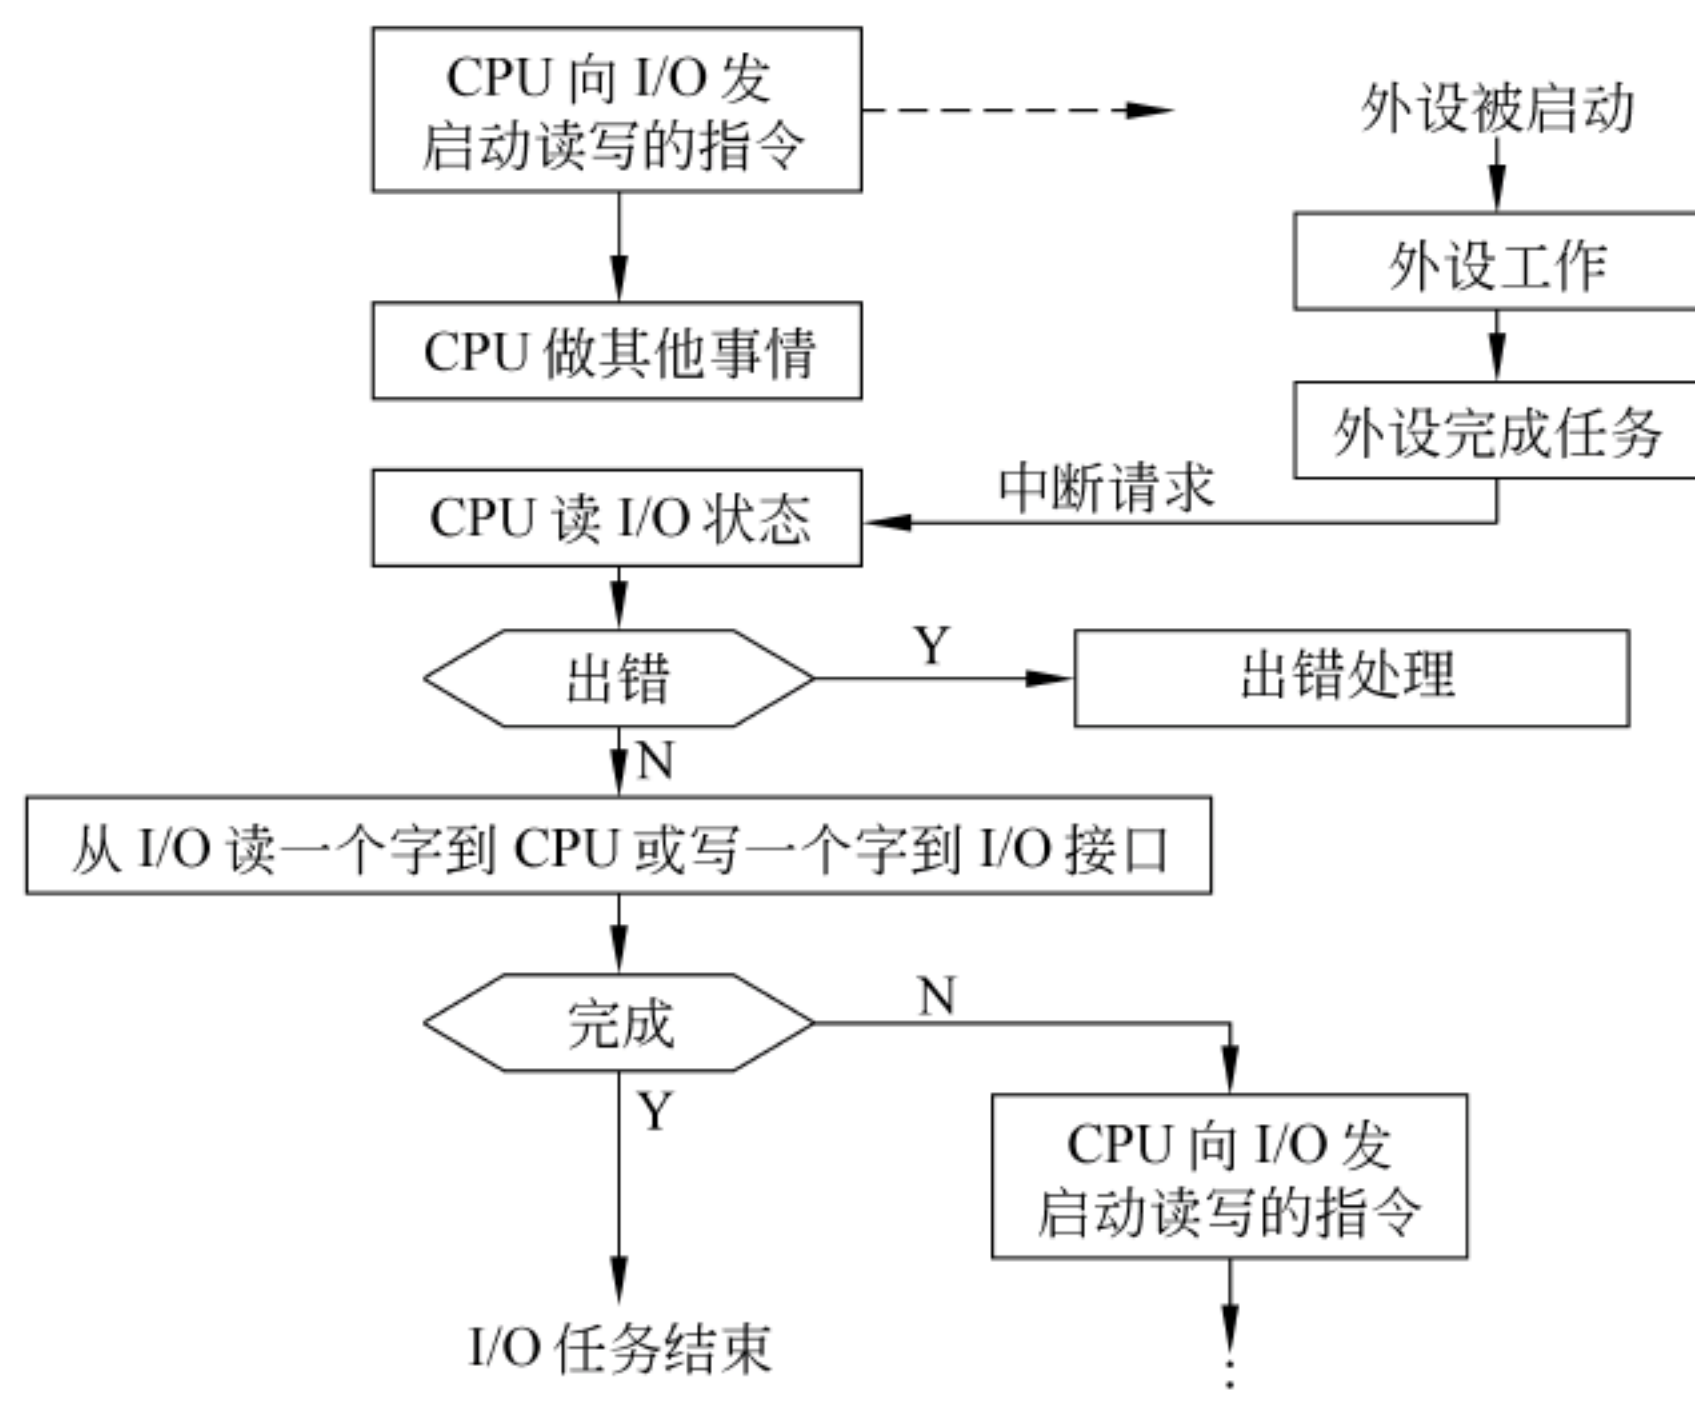 CPU 向 I/O 发
启动读写的指令
外设被启动
外设工作
CPU 做其他事情
外设完成任务
中断请求
CPU 读 I/O 状态
出错
Y
出错处理
N
从 I/O 读一个字到 CPU 或写一个字到 I/O 接口
完成
N
Y
CPU 向 I/O 发
启动读写的指令
I/O 任务结束
⋮